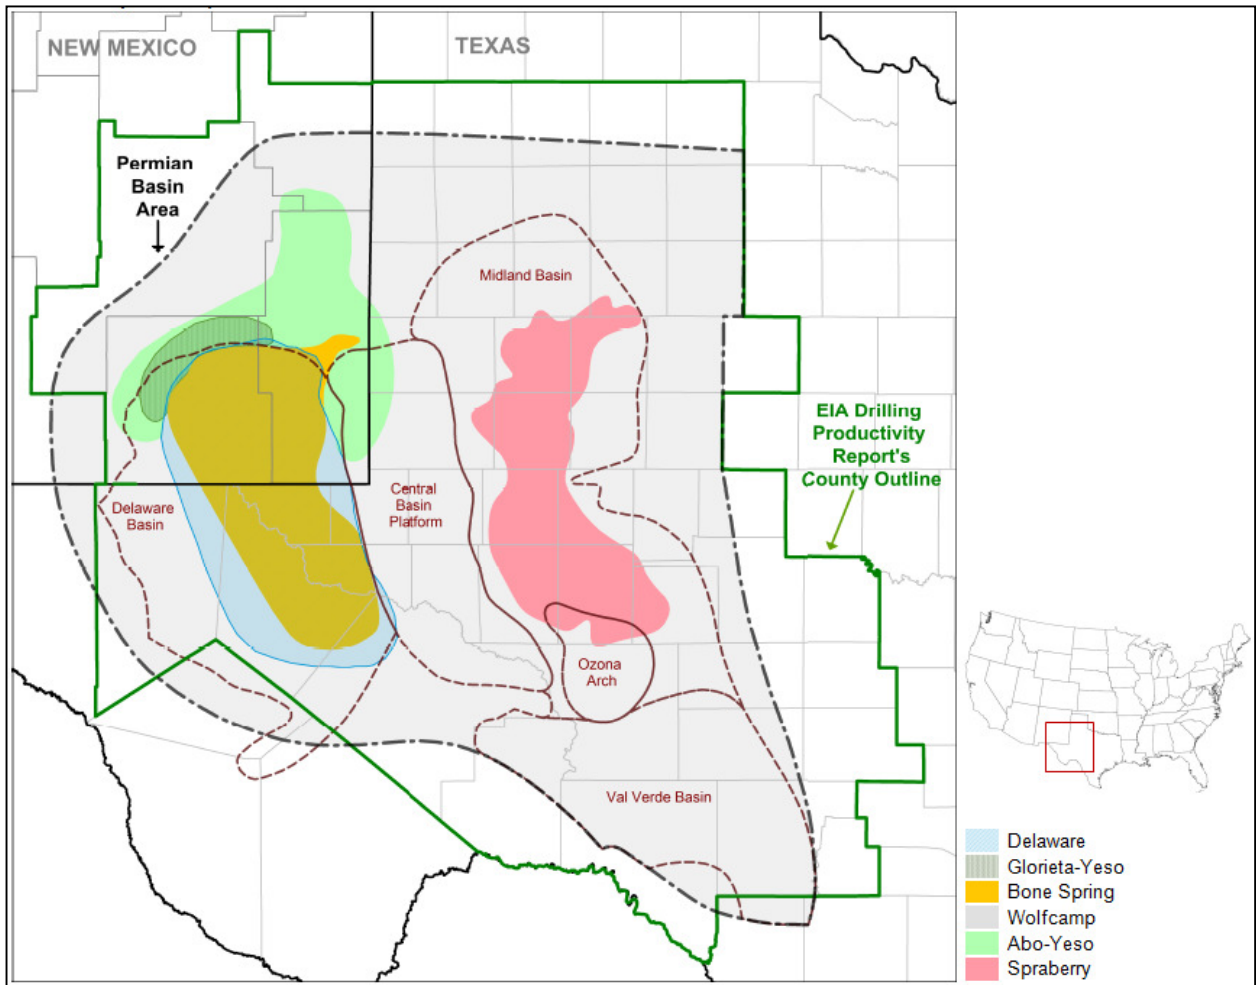 NEW MEXICO
TEXAS
Permian
Basin
Area
Midland Basin
EIA Drilling
Productivity
Report's
County Outline
Delaware
Basin
Central
Basin
Platform
Ozona
Arch
Val Verde Basin
Delaware
Glorieta-Yeso
Bone Spring
Wolfcamp
Abo-Yeso
Spraberry